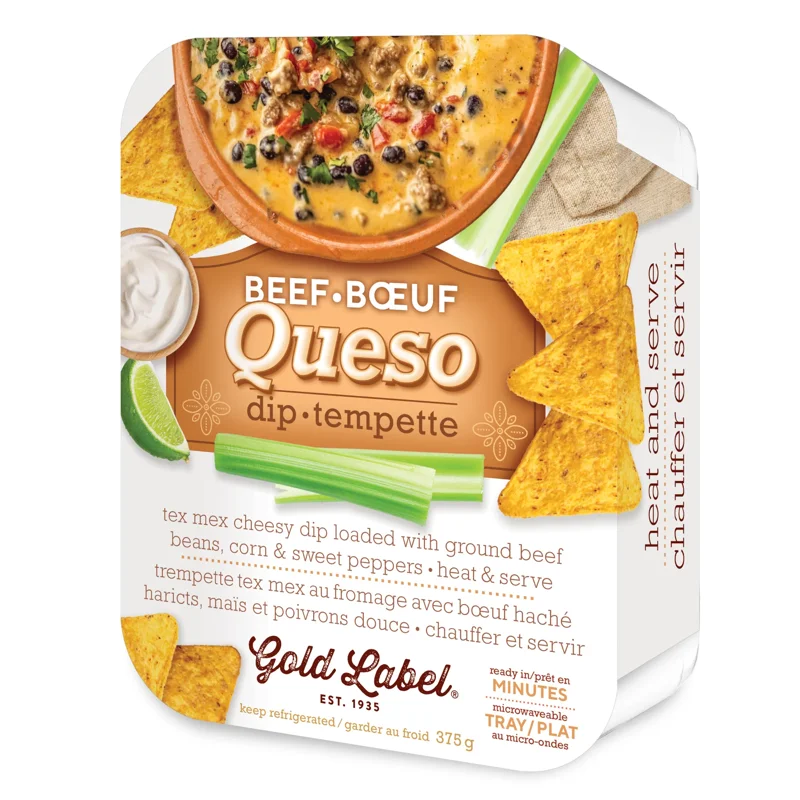 BEEF • BŒUF
Queso
dip • tempette
tex mex cheesy dip loaded with ground beef
beans, corn & sweet peppers • heat & serve
trempette tex mex au fromage avec bœuf haché
haricts, maïs et poivrons douce • chauffer et servir
Gold Label®
EST. 1935
keep refrigerated / garder au froid 375 g
ready in/prêt en
MINUTES
microwaveable
TRAY/PLAT
au micro-ondes
heat and serve
chauffer et servir